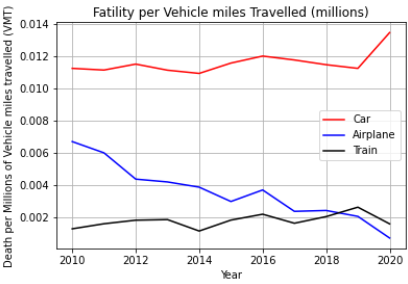 Fatility per Vehicle miles Travelled (millions)
Death per Millions of Vehicle miles travelled (VMT)
0.014
0.012
0.010
0.008
0.006
0.004
0.002
Car
Airplane
Train
2010 2012 2014 2016 2018 2020
Year